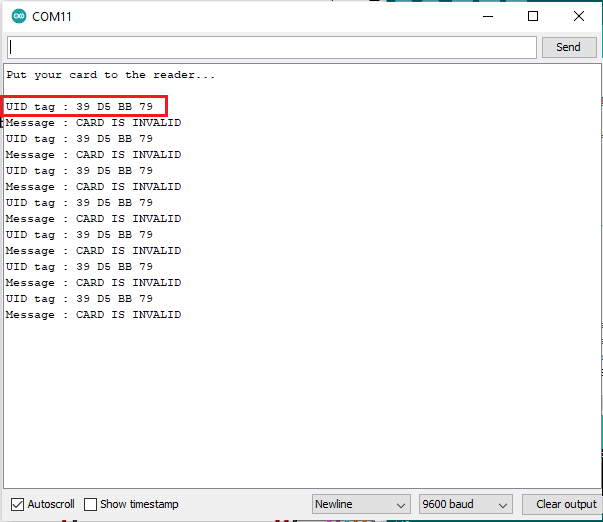 COM11
Send
Put your card to the reader...
UID tag : 39 D5 BB 79
Message : CARD IS INVALID
UID tag : 39 D5 BB 79
Message : CARD IS INVALID
UID tag : 39 D5 BB 79
Message : CARD IS INVALID
UID tag : 39 D5 BB 79
Message : CARD IS INVALID
UID tag : 39 D5 BB 79
Message : CARD IS INVALID
UID tag : 39 D5 BB 79
Message : CARD IS INVALID
UID tag : 39 D5 BB 79
Message : CARD IS INVALID
Autoscroll Show timestamp Newline 9600 baud Clear output